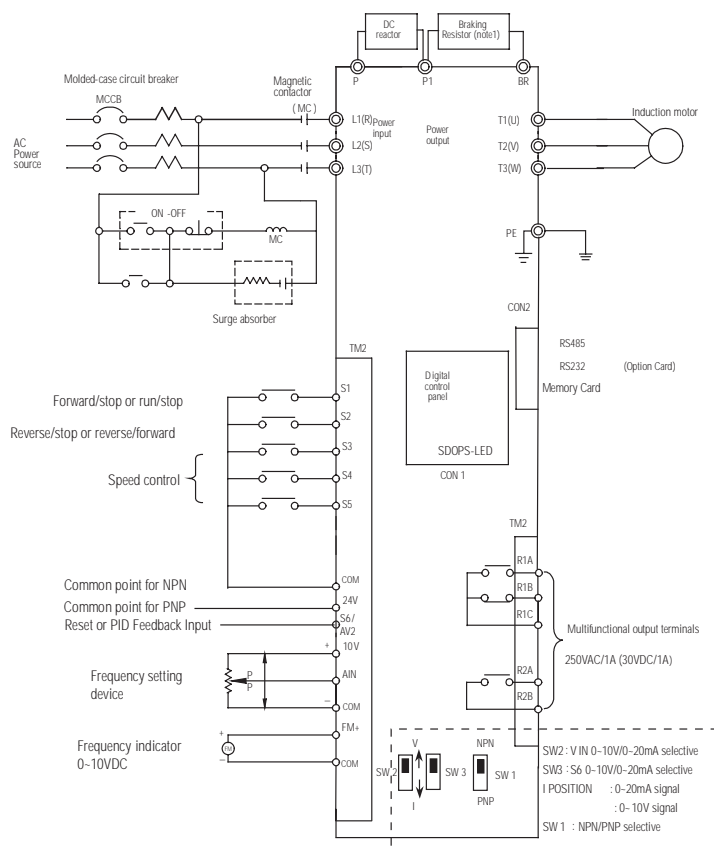 DC
reactor
Braking
Resistor (note1)
P
P1
BR
Molded-case circuit breaker
MCCB
Magnetic
contactor
( MC )
AC
Power
source
L1(R)
L2(S)
L3(T)
Power
input
Power
output
T1(U)
T2(V)
T3(W)
Induction motor
ON -OFF
MC
Surge absorber
PE
CON2
RS485
RS232
(Option Card)
Memory Card
Digital
control
panel
SDOPS-LED
CON 1
TM2
Forward/stop or run/stop
Reverse/stop or reverse/forward
Speed control
S1
S2
S3
S4
S5
Common point for NPN
Common point for PNP
Reset or PID Feedback Input
COM
24V
S6/
AV2
Frequency setting
device
+
P
P
−
10V
AIN
COM
Frequency indicator
0~10VDC
+
FM
−
FM+
COM
TM2
R1A
R1B
R1C
R2A
R2B
Multifunctional output terminals
250VAC/1A (30VDC/1A)
V
I
SW 2
SW 3
NPN
SW 1
PNP
SW2 : V IN 0~10V/0~20mA selective
SW3 : S6 0~10V/0~20mA selective
I POSITION : 0~20mA signal
: 0~10V signal
SW 1 : NPN/PNP selective